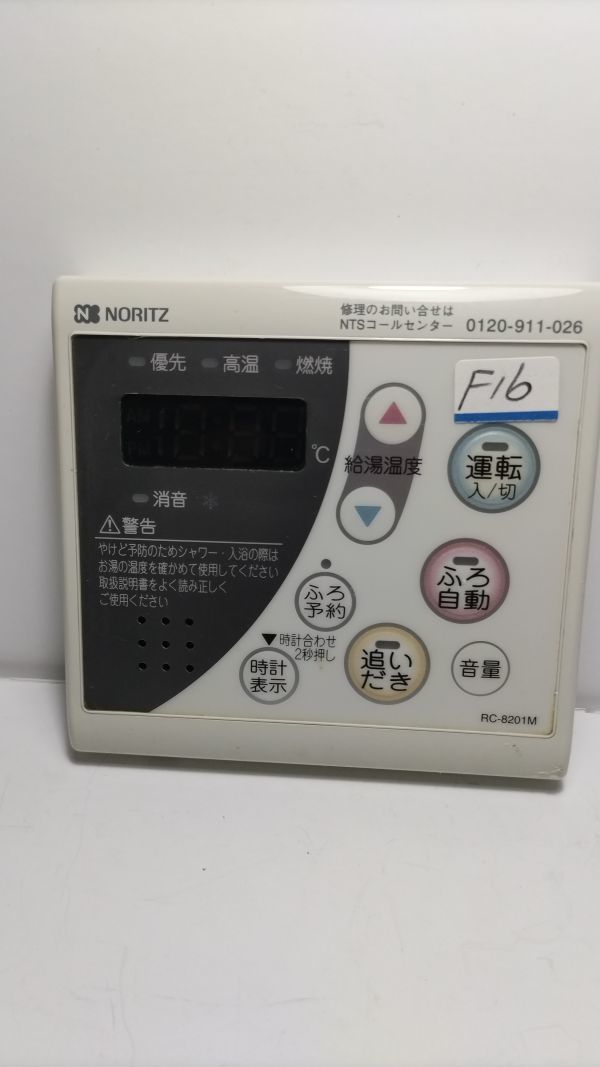 NORITZ
修理のお問い合せは
NTSコールセンター 0120-911-026
優先 高温 燃焼
F16
AM
PM
℃
給湯温度
運転
入/切
消音
警告
やけど予防のためシャワー・入浴の際は
お湯の温度を確かめて使用してください
取扱説明書をよく読み正しく
ご使用ください
ふろ
自動
ふろ
予約
▼時計合わせ
2秒押し
時計
表示
追い
だき
音量
RC-8201M